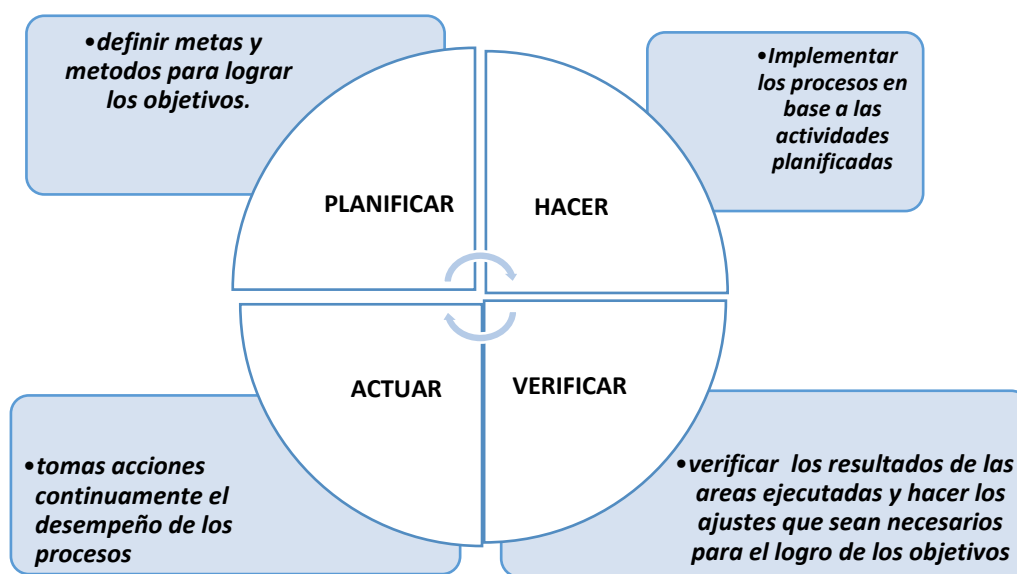 •definir metas y
metodos para lograr
los objetivos.
•Implementar
los procesos en
base a las
actividades
planificadas
PLANIFICAR
HACER
ACTUAR
VERIFICAR
•tomas acciones
continuamente el
desempeño de los
procesos
•verificar  los resultados de las
areas ejecutadas y hacer los
ajustes que sean necesarios
para el logro de los objetivos